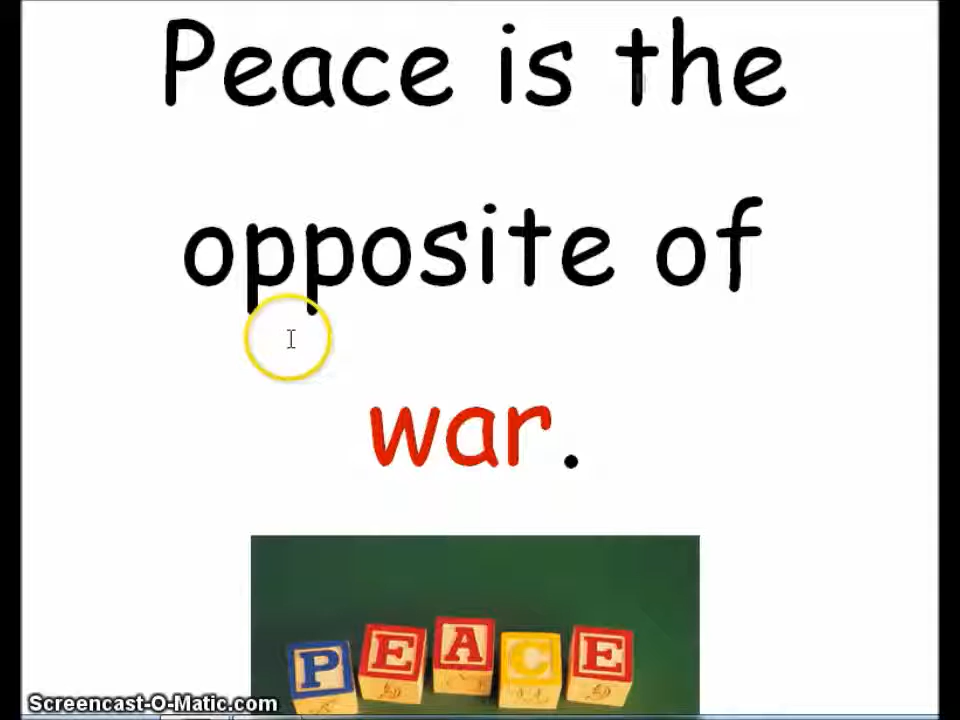 Peace is the
opposite of
war.
PEACE
Screencast-O-Matic.com